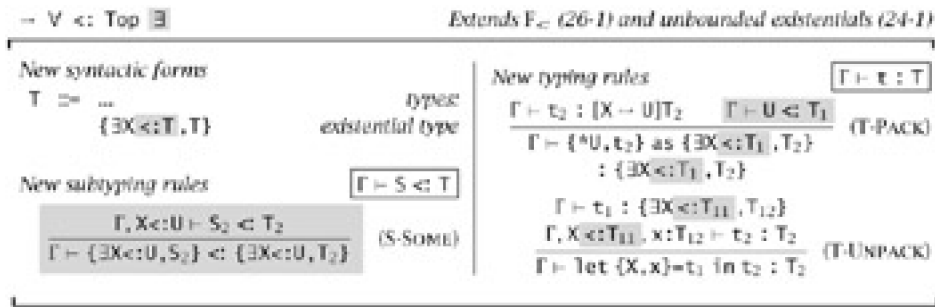 → ∀ <: Top ∃ Extends F<: (26-1) and unbounded existentials (24-1)
New syntactic forms
T ::= ... types:
{∃X<:T,T} existential type
New subtyping rules Γ ⊢ S <: T
Γ, X<:U ⊢ S₂ <: T₂
Γ ⊢ {∃X<:U,S₂} <: {∃X<:U,T₂} (S-SOME)
New typing rules Γ ⊢ t : T
Γ ⊢ t₂ : [X ↦ U]T₂ Γ ⊢ U <: T₁
Γ ⊢ {*U,t₂} as {∃X<:T₁,T₂} (T-PACK)
: {∃X<:T₁,T₂}
Γ ⊢ t₁ : {∃X<:T₁₁,T₁₂}
Γ, X<:T₁₁, x:T₁₂ ⊢ t₂ : T₂
Γ ⊢ let {X,x}=t₁ in t₂ : T₂ (T-UNPACK)